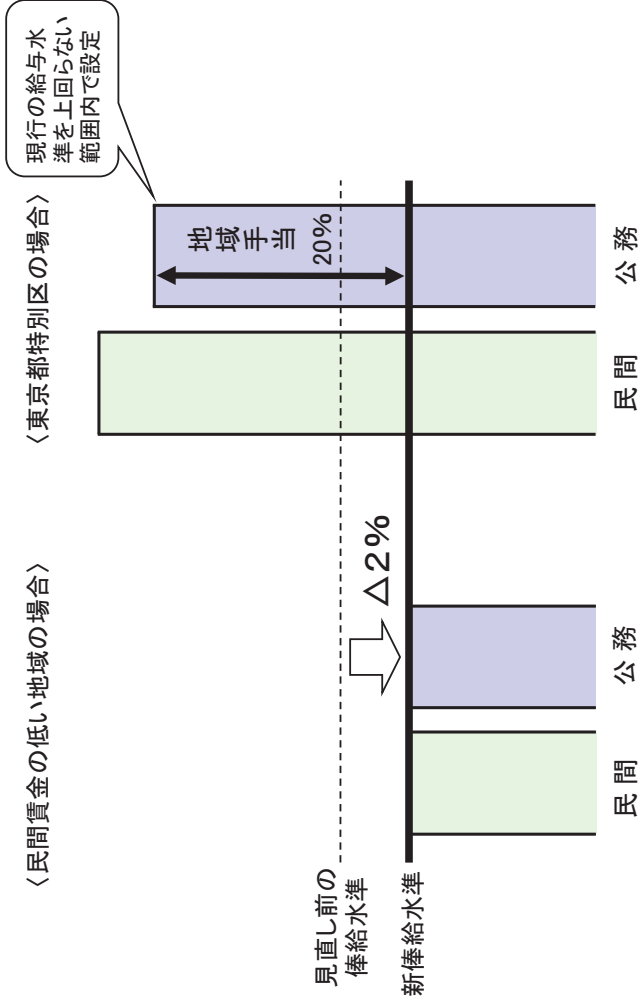 〈民間賃金の低い地域の場合〉
〈東京都特別区の場合〉
現行の給与水
準を上回らない
範囲内で設定
地域手当
20%
見直し前の
俸給水準
△2%
新俸給水準
民間
公務
民間
公務